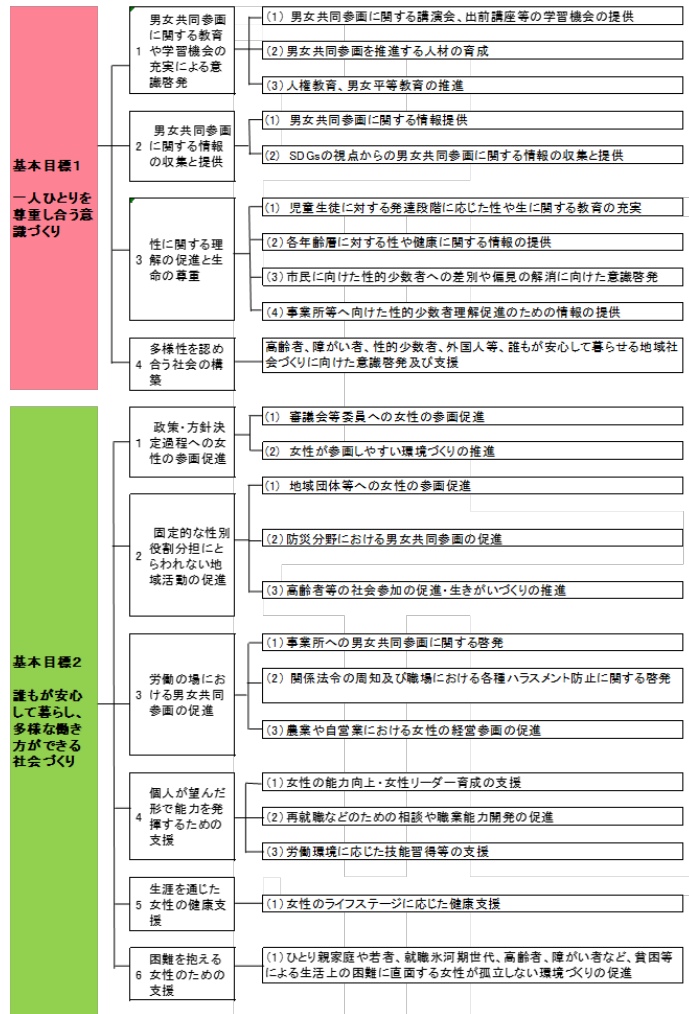 基本目標1
一人ひとりを
尊重し合う意
識づくり
男女共同参画
に関する教育
1 や学習機会の
充実による意
識啓発
(1) 男女共同参画に関する講演会、出前講座等の学習機会の提供
(2)男女共同参画を推進する人材の育成
(3)人権教育、男女平等教育の推進
男女共同参画
2 に関する情報
の収集と提供
(1) 男女共同参画に関する情報提供
(2) SDGsの視点からの男女共同参画に関する情報の収集と提供
性に関する理
3 解の促進と生
命の尊重
(1) 児童生徒に対する発達段階に応じた性や生に関する教育の充実
(2)各年齢層に対する性や健康に関する情報の提供
(3)市民に向けた性的少数者への差別や偏見の解消に向けた意識啓発
(4)事業所等へ向けた性的少数者理解促進のための情報の提供
多様性を認め
4 合う社会の構
築
高齢者、障がい者、性的少数者、外国人等、誰もが安心して暮らせる地域社
会づくりに向けた意識啓発及び支援
基本目標2
誰もが安心
して暮らし、
多様な働き
方ができる
社会づくり
政策・方針決
1 定過程への女
性の参画促進
(1) 審議会等委員への女性の参画促進
(2) 女性が参画しやすい環境づくりの推進
固定的な性別
2 役割分担にと
らわれない地
域活動の促進
(1) 地域団体等への女性の参画促進
(2)防災分野における男女共同参画の促進
(3)高齢者等の社会参加の促進・生きがいづくりの推進
労働の場にお
3 ける男女共同
参画の促進
(1)事業所への男女共同参画に関する啓発
(2) 関係法令の周知及び職場における各種ハラスメント防止に関する啓発
(3)農業や自営業における女性の経営参画の促進
個人が望んだ
4 形で能力を発
揮するための
支援
(1)女性の能力向上・女性リーダー育成の支援
(2)再就職などのための相談や職業能力開発の促進
(3)労働環境に応じた技能習得等の支援
生涯を通じた
5 女性の健康支
援
(1)女性のライフステージに応じた健康支援
困難を抱える
6 女性のための
支援
(1)ひとり親家庭や若者、就職氷河期世代、高齢者、障がい者など、貧困等
による生活上の困難に直面する女性が孤立しない環境づくりの促進